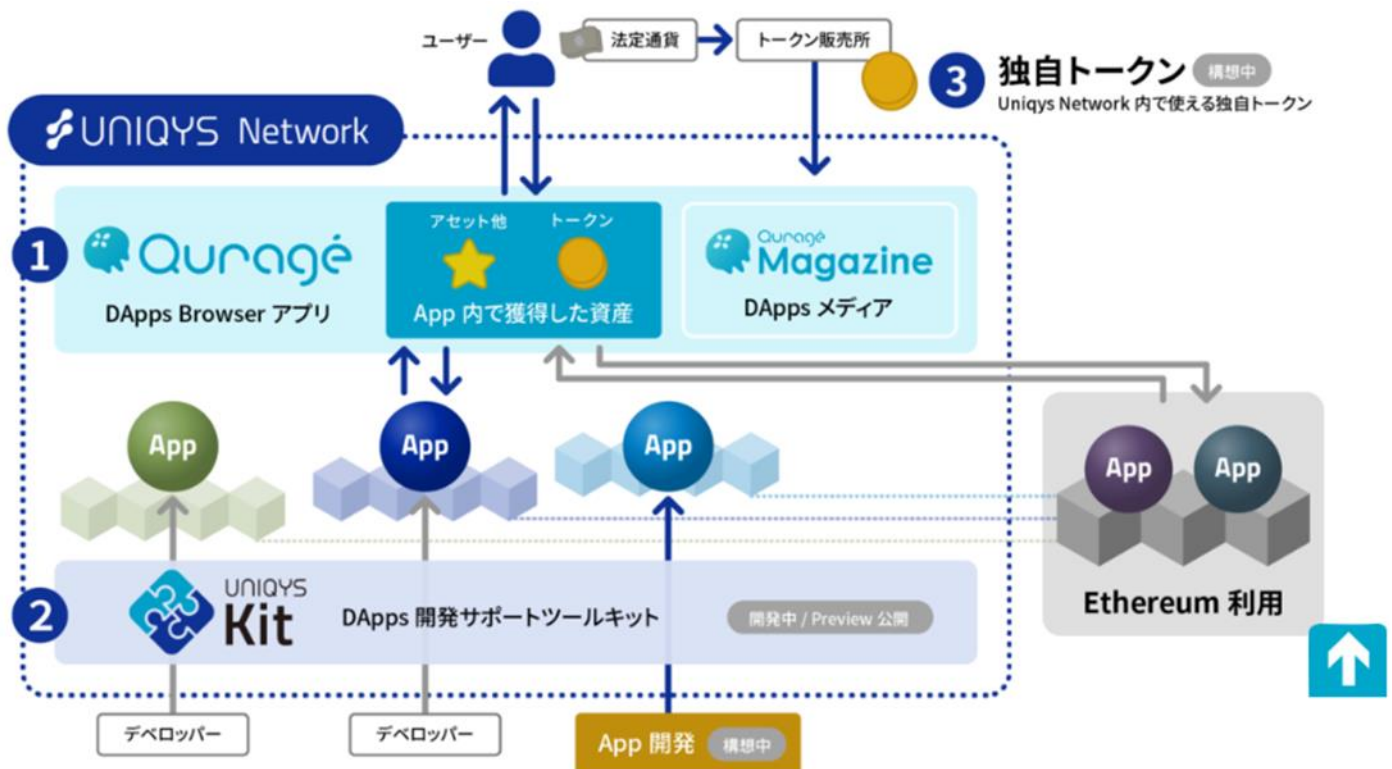 ユーザー
法定通貨
トークン販売所
3
独自トークン
構想中
Uniqys Network 内で使える独自トークン
UNIQYS Network
1
Quragé
DApps Browser アプリ
アセット他
トークン
App 内で獲得した資産
Quragé
Magazine
DApps メディア
App
App
App
App
App
Ethereum 利用
2
UNIQYS
Kit
DApps 開発サポートツールキット
開発中 / Preview 公開
デベロッパー
デベロッパー
App 開発
構想中